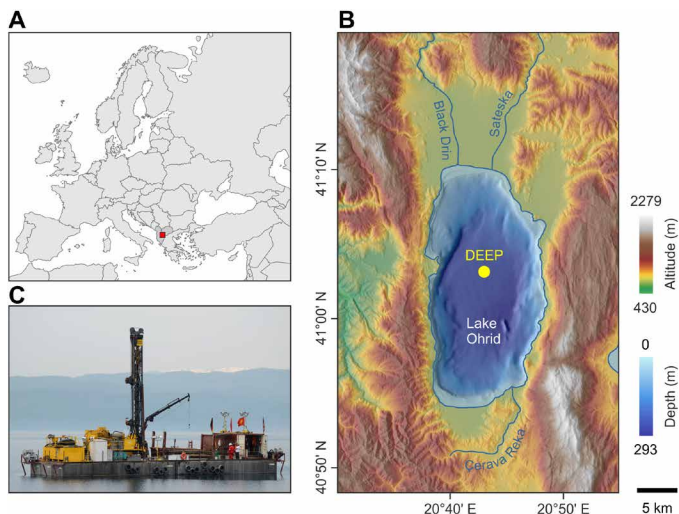 A
B
Black Drin
Sateska
41°10' N
DEEP
Lake
Ohrid
41°00' N
Cerava Reka
40°50' N
20°40' E
20°50' E
2279
Altitude (m)
430
0
Depth (m)
293
5 km
C